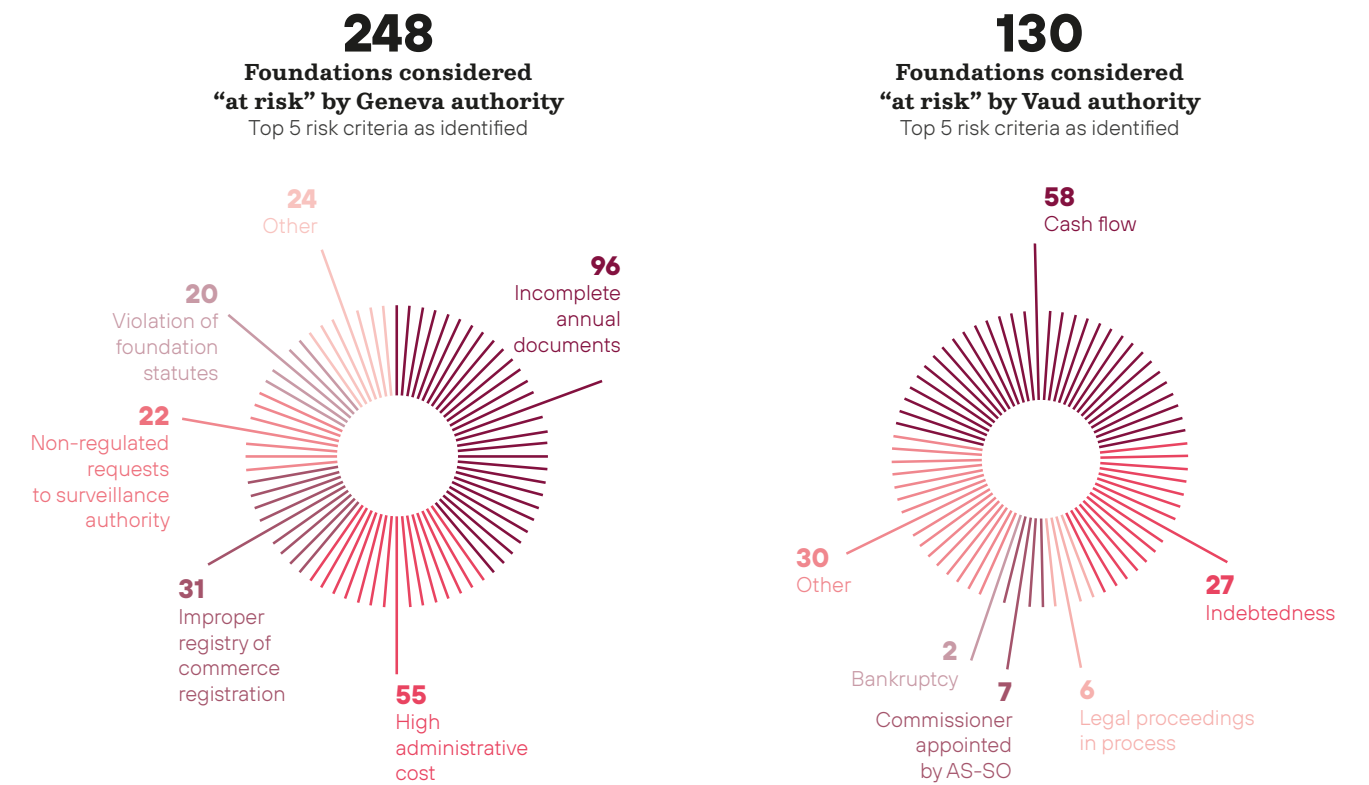 248
Foundations considered
“at risk” by Geneva authority
Top 5 risk criteria as identified
24
Other
96
Incomplete
annual
documents
20
Violation of
foundation
statutes
22
Non-regulated
requests
to surveillance
authority
31
Improper
registry of
commerce
registration
55
High
administrative
cost
130
Foundations considered
“at risk” by Vaud authority
Top 5 risk criteria as identified
58
Cash flow
30
Other
27
Indebtedness
2
Bankruptcy
7
Commissioner
appointed
by AS-SO
6
Legal proceedings
in process